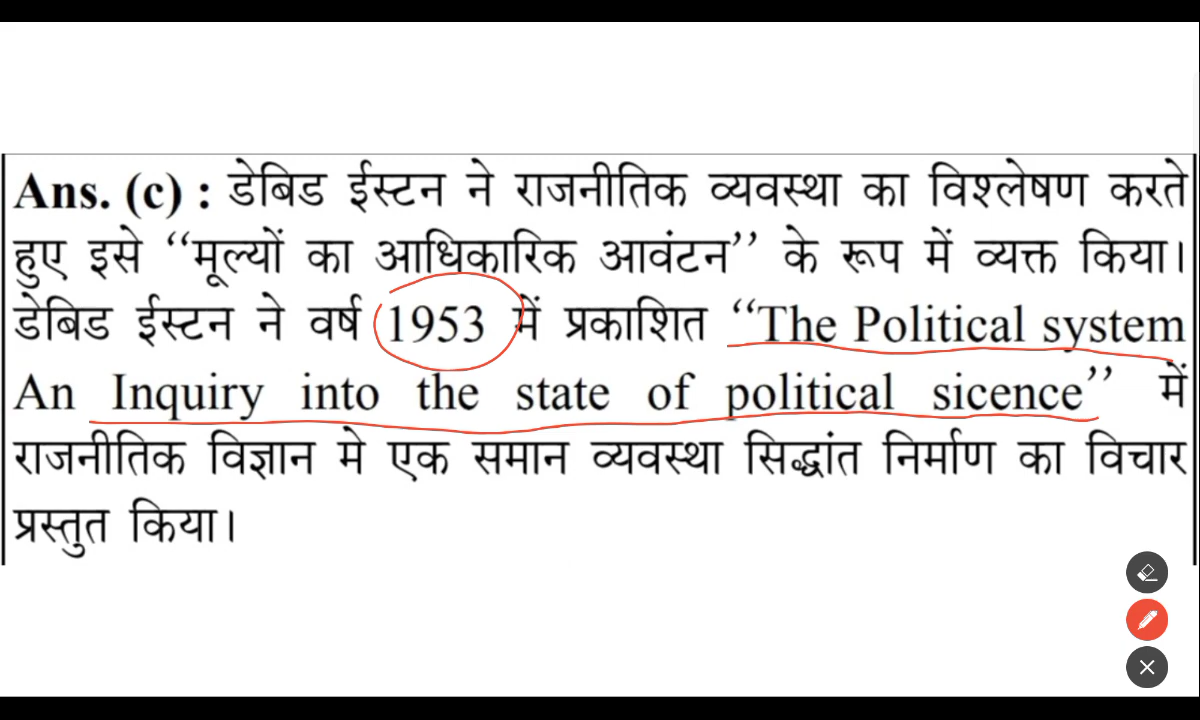 Ans. (c) : डेबिड ईस्टन ने राजनीतिक व्यवस्था का विश्लेषण करते
हुए इसे “मूल्यों का आधिकारिक आवंटन” के रूप में व्यक्त किया।
डेबिड ईस्टन ने वर्ष 1953 में प्रकाशित “The Political system
An Inquiry into the state of political sicence” में
राजनीतिक विज्ञान मे एक समान व्यवस्था सिद्धांत निर्माण का विचार
प्रस्तुत किया।